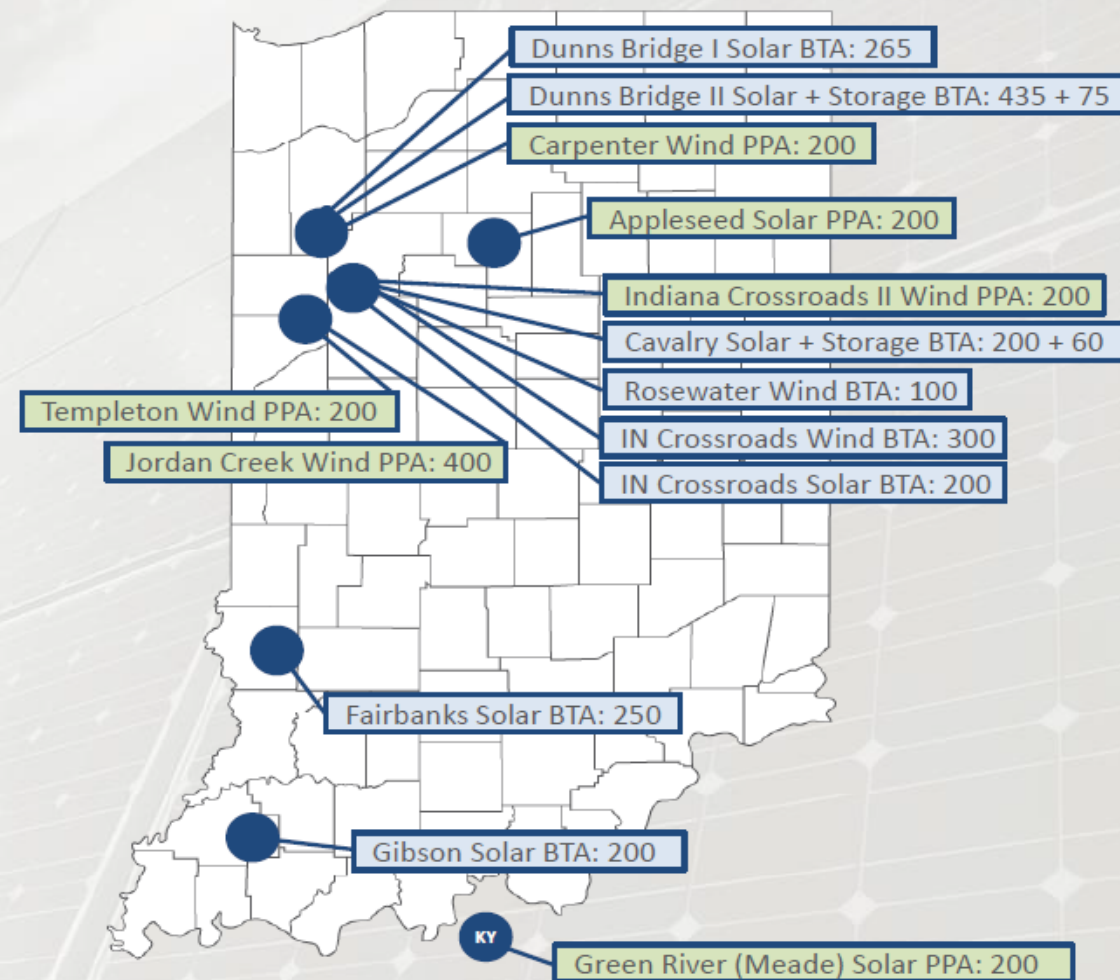 Dunns Bridge I Solar BTA: 265
Dunns Bridge II Solar + Storage BTA: 435 + 75
Carpenter Wind PPA: 200
Appleseed Solar PPA: 200
Indiana Crossroads II Wind PPA: 200
Cavalry Solar + Storage BTA: 200 + 60
Rosewater Wind BTA: 100
Templeton Wind PPA: 200
IN Crossroads Wind BTA: 300
Jordan Creek Wind PPA: 400
IN Crossroads Solar BTA: 200
Fairbanks Solar BTA: 250
Gibson Solar BTA: 200
KY
Green River (Meade) Solar PPA: 200